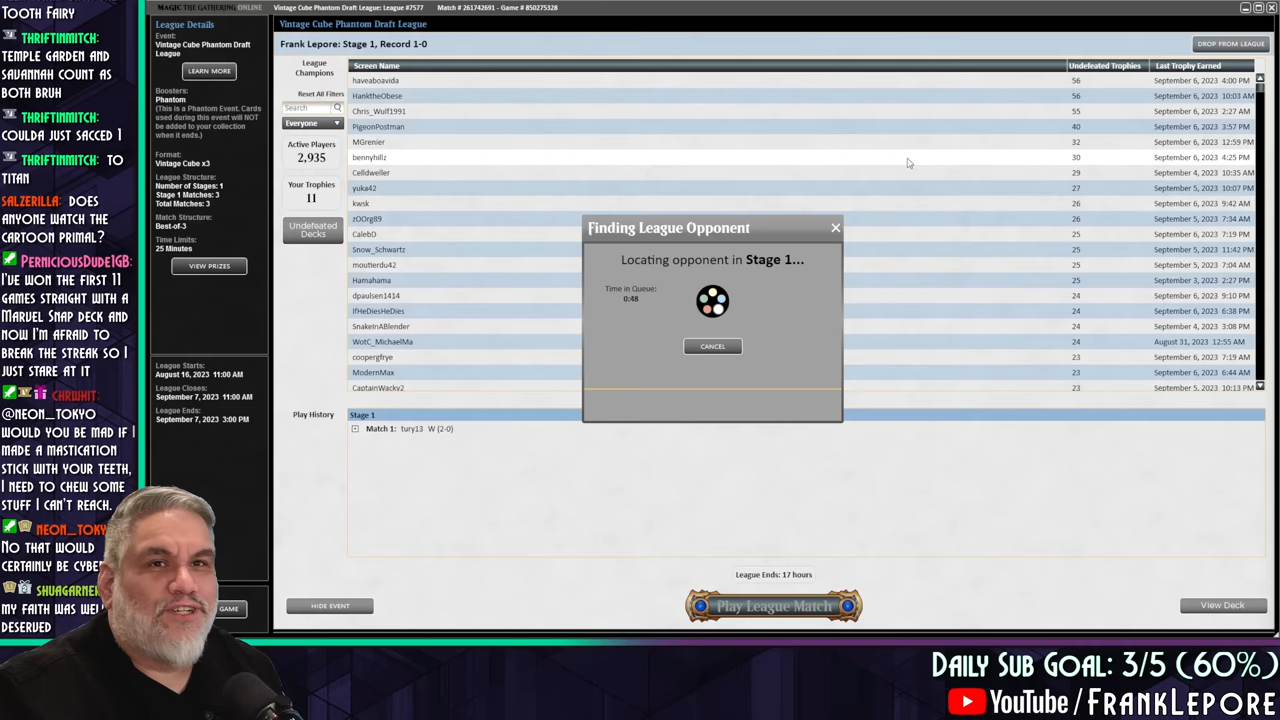 Tooth Fairy
ThriftinMitch:
temple garden and
savannah count as
both bruh
ThriftinMitch:
coulda just sacced 1
ThriftinMitch: to
titan
Salzerilla: does
anyone watch the
cartoon primal?
PerniciousDude1GB:
I've won the first 11
games straight with a
Marvel Snap deck and
now I'm afraid to
break the streak so I
just stare at it
chrwhit:
@neon_tokyo
would you be mad if I
made a mastication
stick with your teeth,
I need to chew some
stuff I can't reach.
No that would
my faith was
deserved
MAGIC THE GATHERING ONLINE
Vintage Cube Phantom Draft League: League #7577 Match # 261742691 - Game # 850275328
League Details
Event:
Vintage Cube Phantom Draft
League
LEARN MORE
Boosters:
Phantom
(This is a Phantom Event. Cards
used during this event will NOT
be added to your collection
when it ends.)
Format:
Vintage Cube x3
League Structure:
Number of Stages: 1
Stage 1 Matches: 3
Total Matches: 3
Match Structure:
Best-of-3
Time Limits:
25 Minutes
VIEW PRIZES
League Starts:
August 16, 2023 11:00 AM
League Closes:
September 7, 2023 11:00 AM
League Ends:
September 7, 2023 3:00 PM
GAME
Vintage Cube Phantom Draft League
Frank Lepore: Stage 1, Record 1-0
DROP FROM LEAGUE
League
Champions
Reset All Filters
Search
Everyone
Active Players
2,935
Your Trophies
11
Undefeated
Decks
Screen Name Undefeated Trophies Last Trophy Earned
haveaboavida 56 September 6, 2023 4:00 PM
HanktheObese 56 September 6, 2023 10:03 AM
Chris_Wolf1991 55 September 6, 2023 2:27 AM
PigeonPostman 40 September 6, 2023 3:57 PM
MGrenier 32 September 6, 2023 12:59 PM
bennyhillz 30 September 6, 2023 4:25 PM
Celldweller 29 September 4, 2023 10:35 AM
yuka42 27 September 5, 2023 10:07 PM
kwsk 26 September 6, 2023 9:42 AM
zOOrg89 26 September 5, 2023 7:34 AM
CalebD 25 September 6, 2023 7:19 PM
Snow_Schwartz 25 September 5, 2023 11:42 PM
moutierdu42 25 September 6, 2023 7:04 AM
Hamahama 25 September 3, 2023 2:27 PM
dpaulsen1414 24 September 6, 2023 9:10 PM
IfHeDiesHeDies 24 September 6, 2023 6:38 PM
SnakeInABlender 24 September 4, 2023 3:08 PM
WotC_MichaelMa 24 August 31, 2023 12:55 AM
coopergfrye 23 September 6, 2023 7:19 AM
ModernMax 23 September 6, 2023 6:44 AM
CaptainWacky2 23 September 5, 2023 10:13 PM
Finding League Opponent
Locating opponent in Stage 1...
Time in Queue:
0:48
CANCEL
Play History
Stage 1
Match 1: tury13 W (2-0)
League Ends: 17 hours
HIDE EVENT
Play League Match
View Deck
Daily Sub Goal: 3/5 (60%)
YouTube/FrankLepore